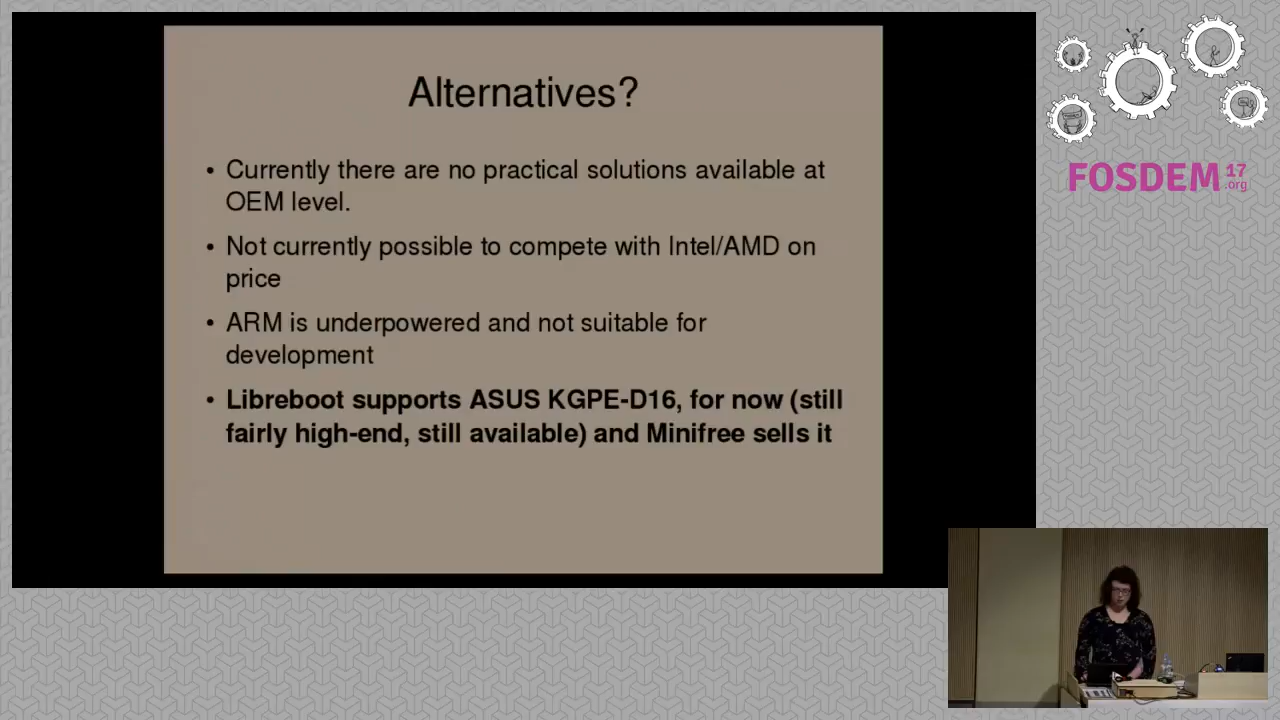 Alternatives?
• Currently there are no practical solutions available at
OEM level.
• Not currently possible to compete with Intel/AMD on
price
• ARM is underpowered and not suitable for
development
• Libreboot supports ASUS KGPE-D16, for now (still
fairly high-end, still available) and Minifree sells it
FOSDEM 17
.org